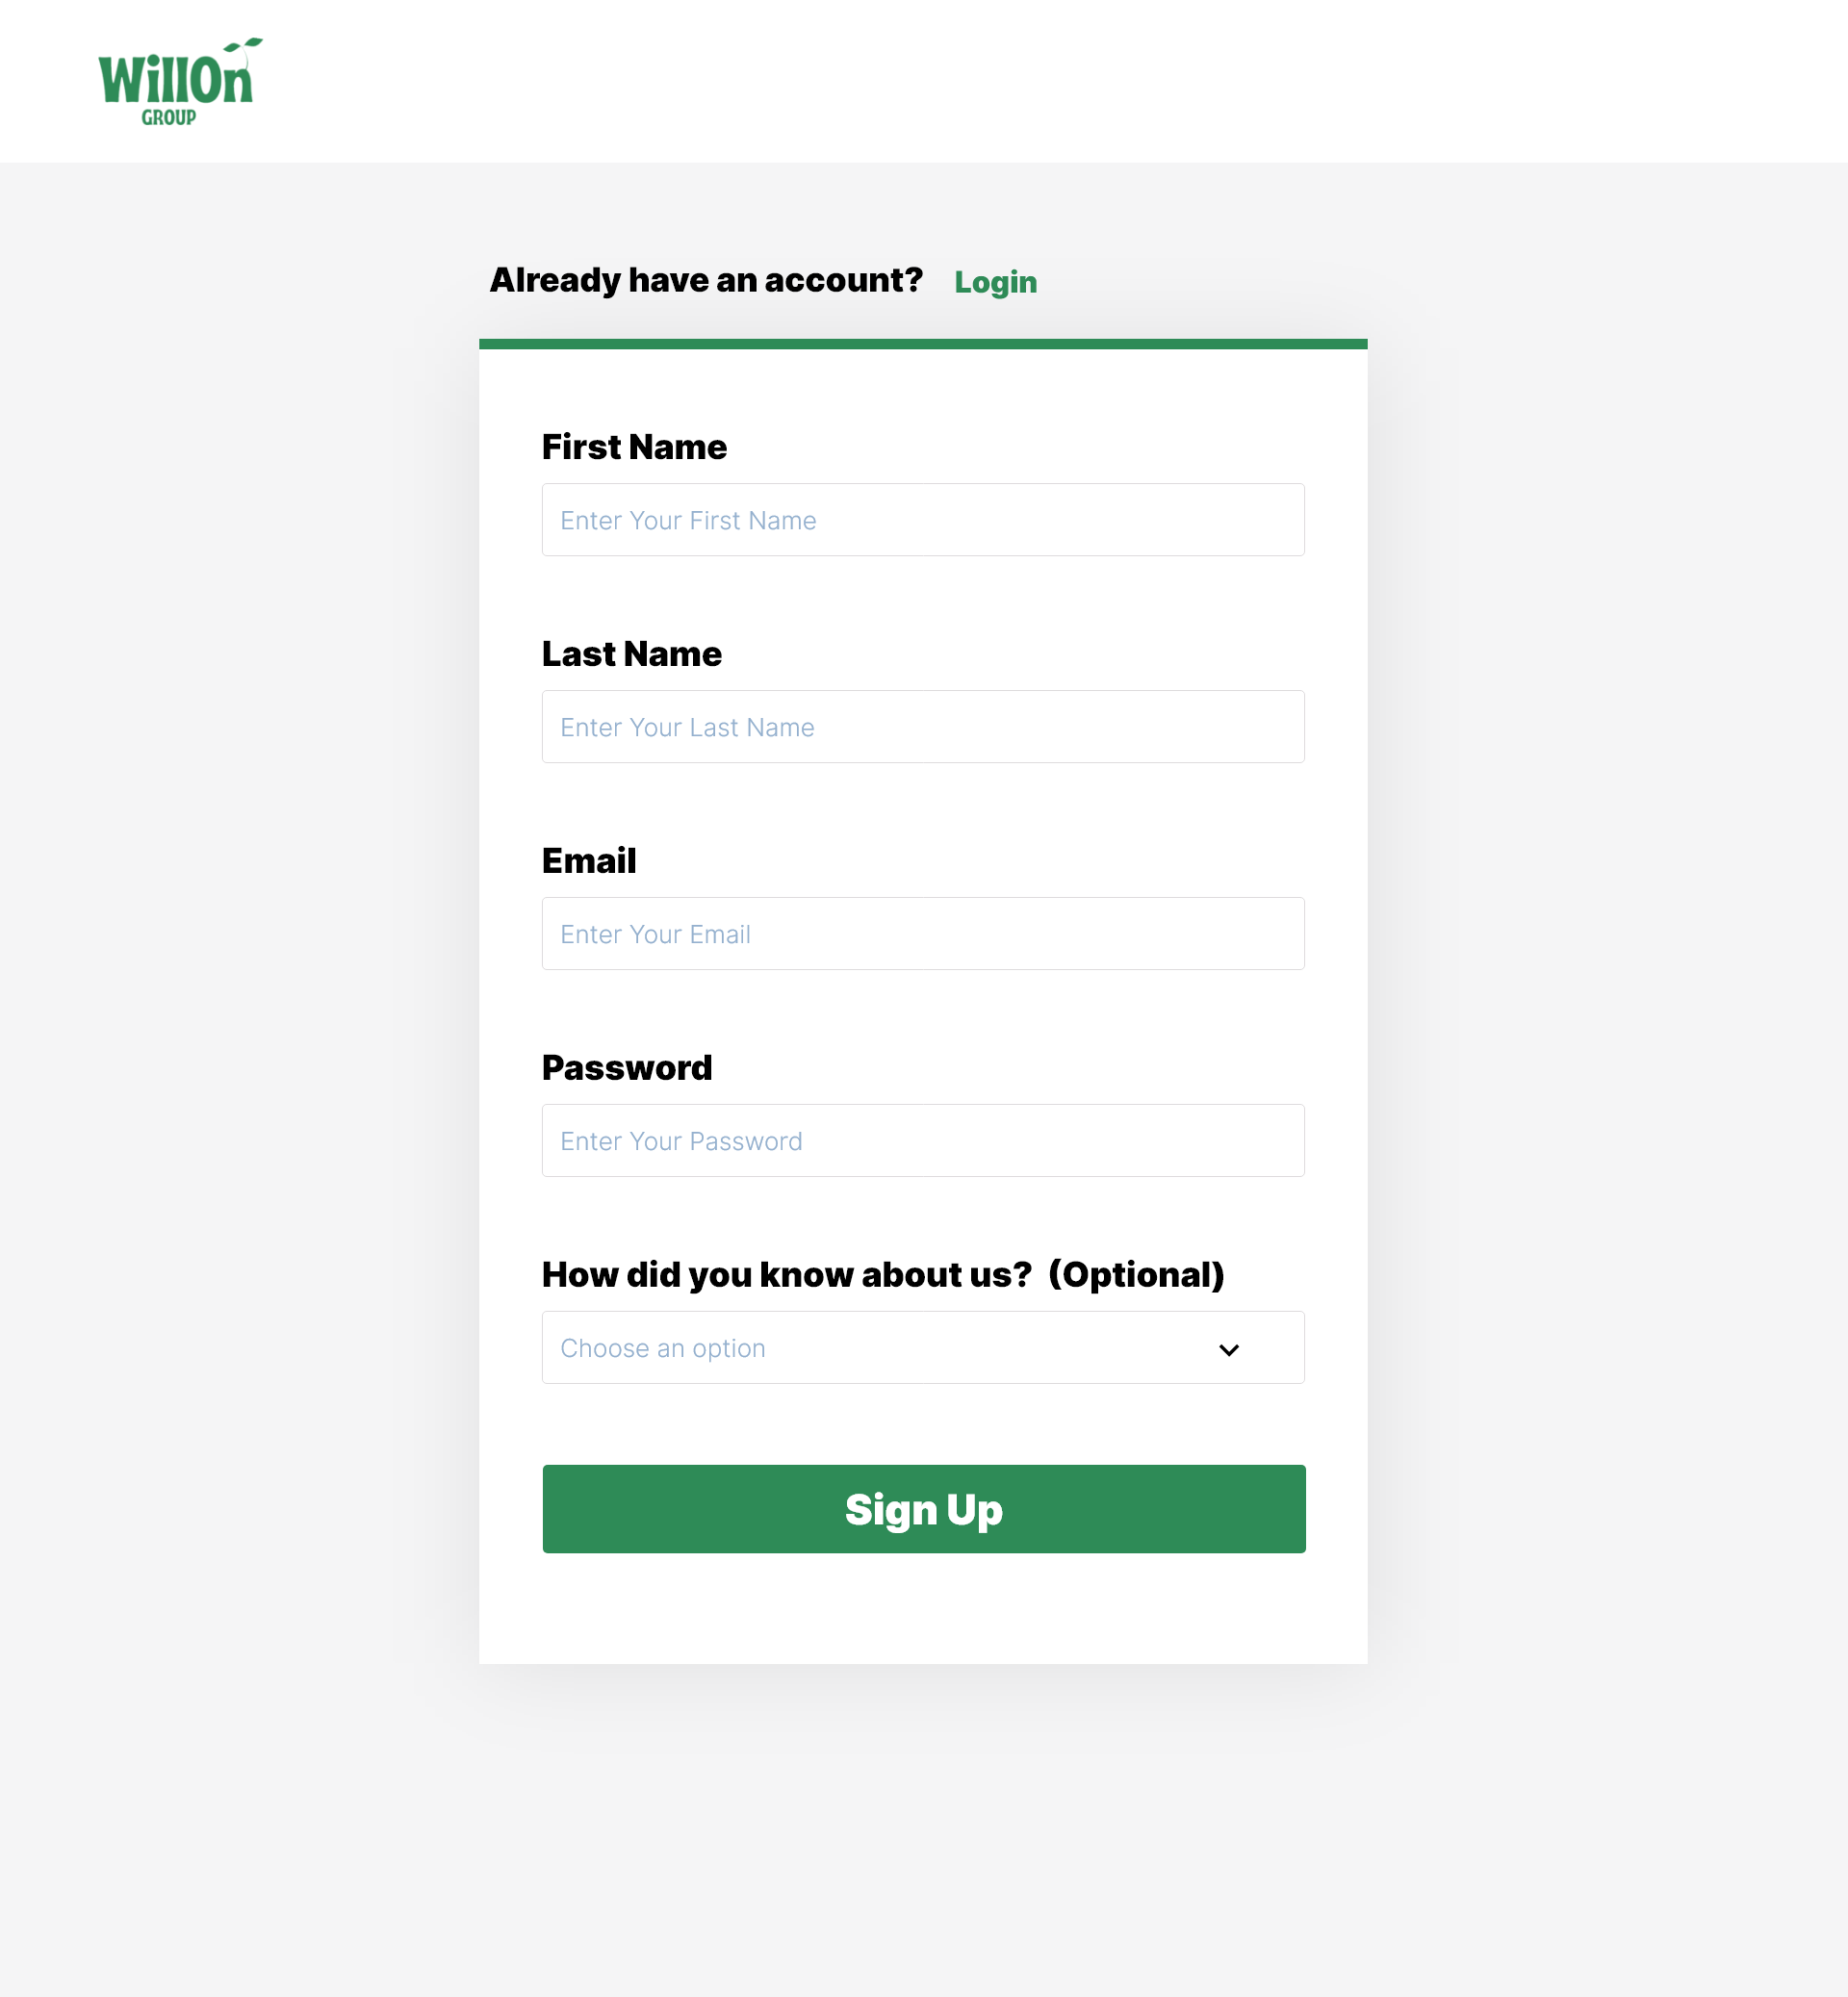 WillOn
GROUP
Already have an account? Login
First Name
Enter Your First Name
Last Name
Enter Your Last Name
Email
Enter Your Email
Password
Enter Your Password
How did you know about us? (Optional)
Choose an option
Sign Up